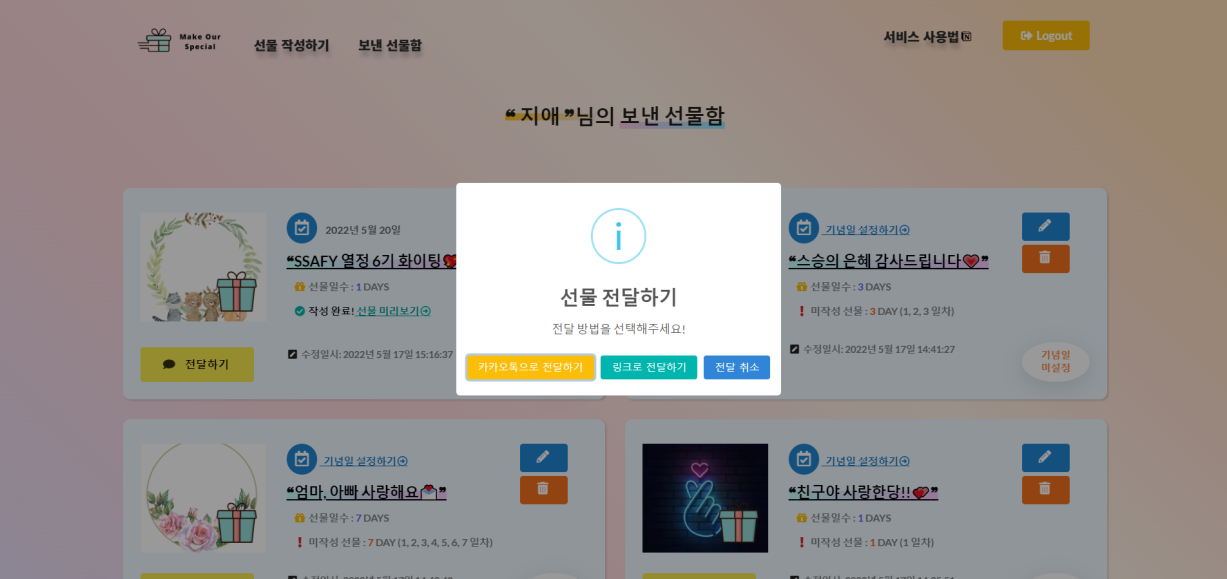 Make Our
Special
선물 작성하기
보낸 선물함
서비스 사용법
Logout
❝ 지애 ❞님의 보낸 선물함
2022년 5월 20일
❝SSAFY 열정 6기 화이팅
선물일수 : 1 DAYS
작성 완료! 선물 미리보기
전달하기
수정일시: 2022년 5월 17일 15:16:37
i
선물 전달하기
전달 방법을 선택해주세요!
카카오톡으로 전달하기
링크로 전달하기
전달 취소
기념일 설정하기
❝스승의 은혜 감사드립니다❞
선물일수 : 3 DAYS
미작성 선물 : 3 DAY (1, 2, 3 일차)
수정일시: 2022년 5월 17일 14:41:27
기념일
미설정
기념일 설정하기
❝엄마, 아빠 사랑해요❞
선물일수 : 7 DAYS
미작성 선물 : 7 DAY (1, 2, 3, 4, 5, 6, 7 일차)
기념일 설정하기
❝친구야 사랑한당!!❞
선물일수 : 1 DAYS
미작성 선물 : 1 DAY (1 일차)